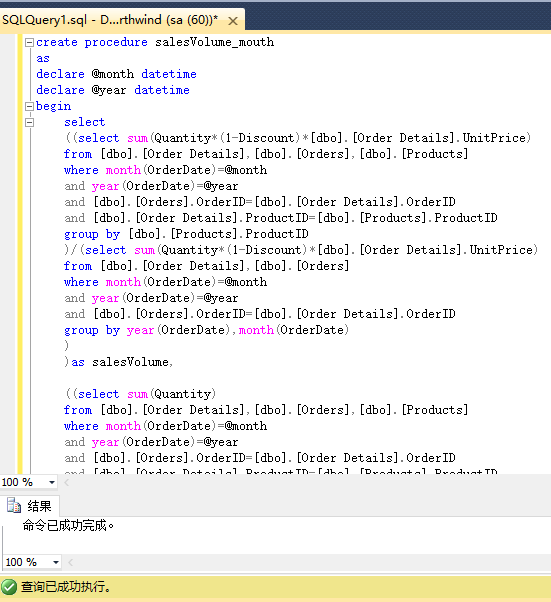 SQLQuery1.sql - D...rthwind (sa (60))*
create procedure salesVolume_mouth
as
declare @month datetime
declare @year datetime
begin
select
((select sum(Quantity*(1-Discount)*[dbo].[Order Details].UnitPrice)
from [dbo].[Order Details],[dbo].[Orders],[dbo].[Products]
where month(OrderDate)=@month
and year(OrderDate)=@year
and [dbo].[Orders].OrderID=[dbo].[Order Details].OrderID
and [dbo].[Order Details].ProductID=[dbo].[Products].ProductID
group by [dbo].[Products].ProductID
)/(select sum(Quantity*(1-Discount)*[dbo].[Order Details].UnitPrice)
from [dbo].[Order Details],[dbo].[Orders]
where month(OrderDate)=@month
and year(OrderDate)=@year
and [dbo].[Orders].OrderID=[dbo].[Order Details].OrderID
group by year(OrderDate),month(OrderDate)
)
)as salesVolume,
((select sum(Quantity)
from [dbo].[Order Details],[dbo].[Orders],[dbo].[Products]
where month(OrderDate)=@month
and year(OrderDate)=@year
and [dbo].[Orders].OrderID=[dbo].[Order Details].OrderID
and [dbo].[Order Details].ProductID=[dbo].[Products].ProductID
100 %
结果
命令已成功完成。
100 %
查询已成功执行。